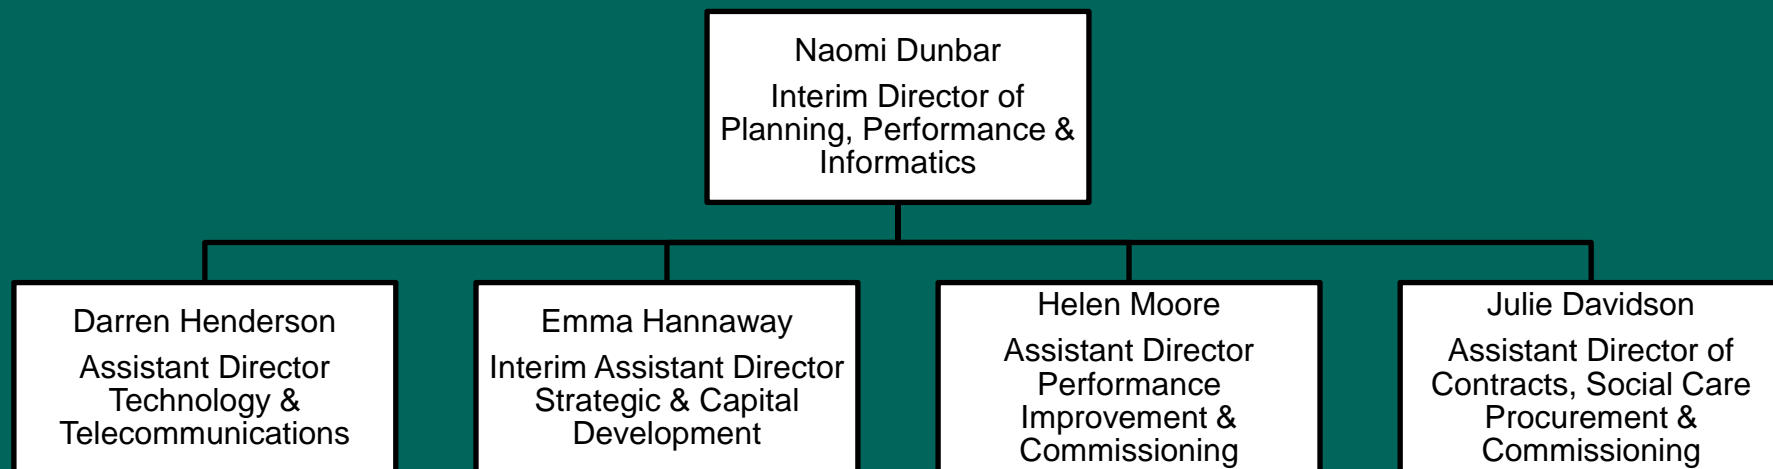 Naomi Dunbar
Interim Director of
Planning, Performance &
Informatics
Darren Henderson
Assistant Director
Technology &
Telecommunications
Emma Hannaway
Interim Assistant Director
Strategic & Capital
Development
Helen Moore
Assistant Director
Performance
Improvement &
Commissioning
Julie Davidson
Assistant Director of
Contracts, Social Care
Procurement &
Commissioning